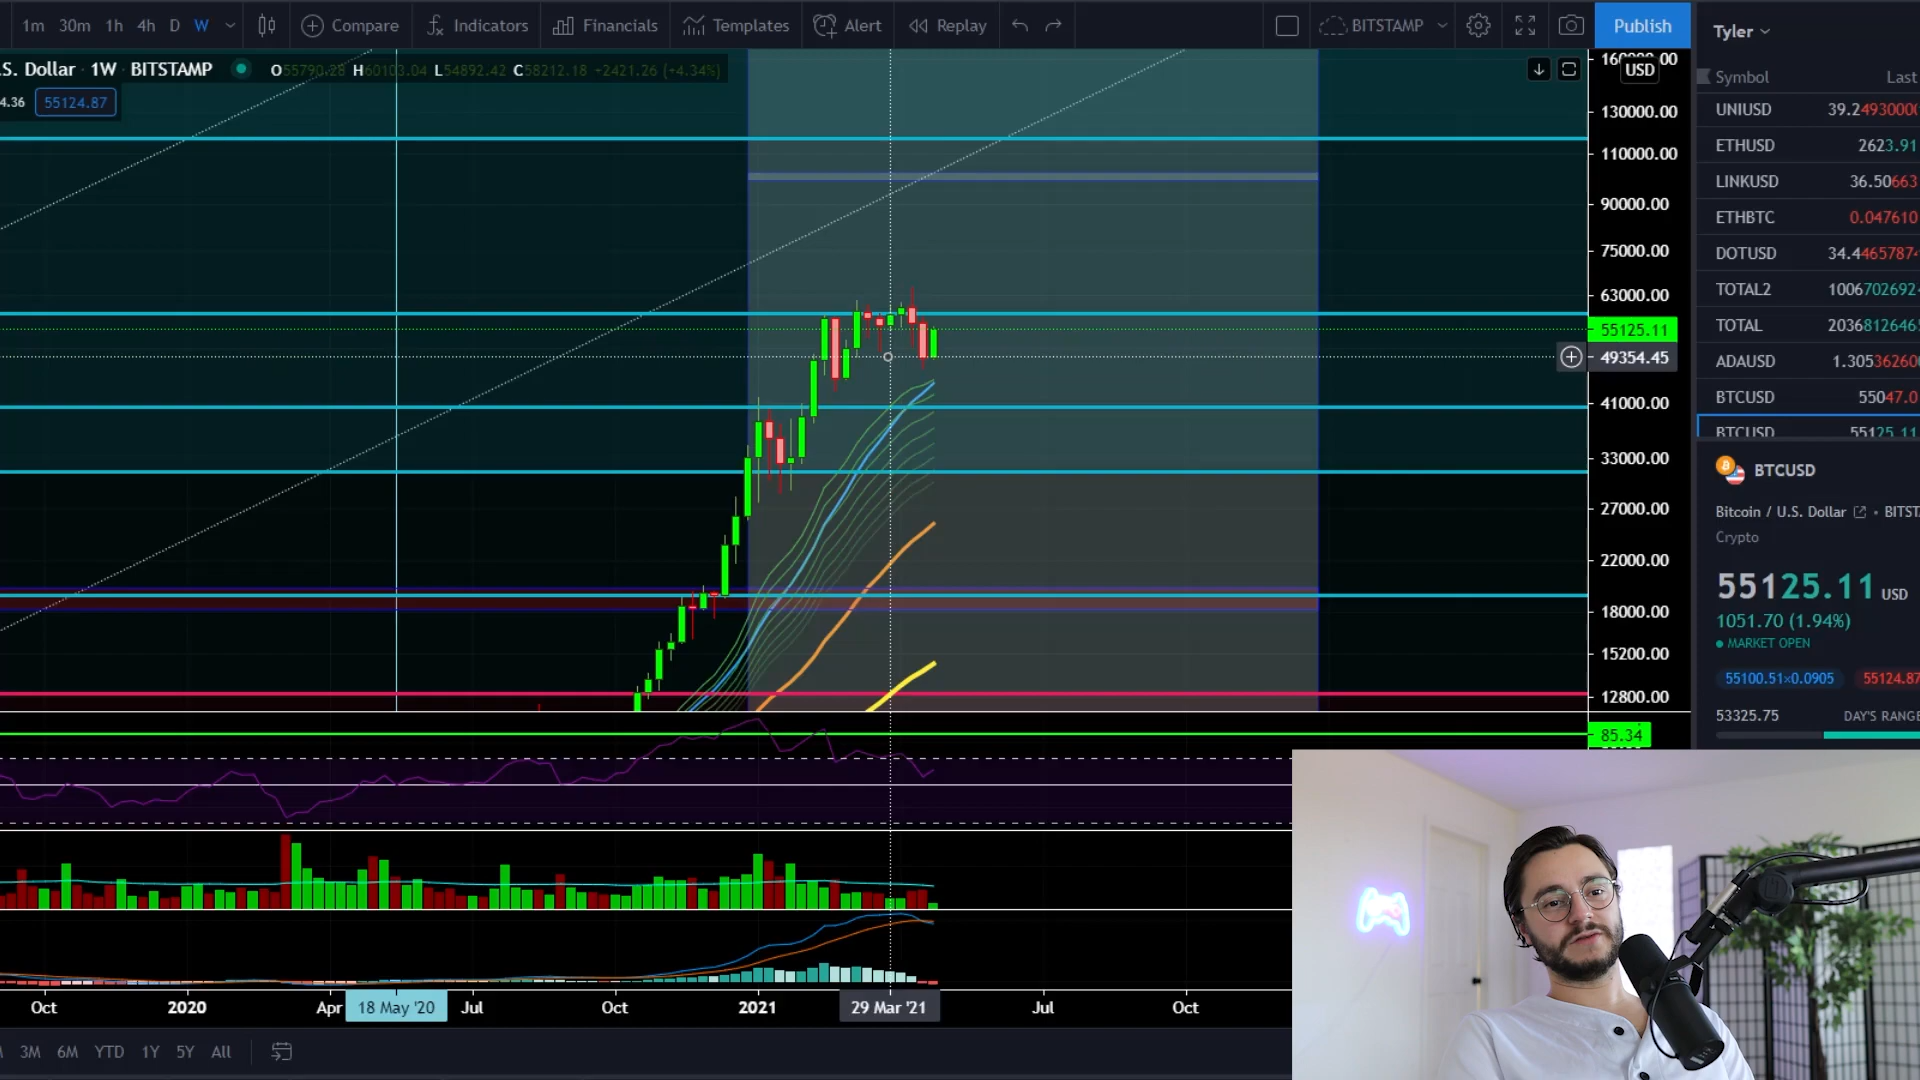 1m 30m 1h 4h D W Compare Indicators Financials Templates Alert Replay BITSTAMP Publish
.S. Dollar · 1W · BITSTAMP O55790.28 H60103.04 L54892.42 C58212.18 +2421.26 (+4.34%)
4.36 55124.87
USD
130000.00
110000.00
90000.00
75000.00
63000.00
55125.11
49354.45
41000.00
33000.00
27000.00
22000.00
18000.00
15200.00
12800.00
85.34
Oct 2020 Apr 18 May '20 Jul Oct 2021 29 Mar '21 Jul Oct
3M 6M YTD 1Y 5Y All
Tyler
Symbol Last
UNIUSD 39.2493000
ETHUSD 2623.91
LINKUSD 36.50663
ETHBTC 0.047610
DOTUSD 34.4465787
TOTAL2 1006702692
TOTAL 2036812646
ADAUSD 1.30536260
BTCUSD 55047.0
BTCUSD 55125.11
BTCUSD
Bitcoin / U.S. Dollar • BITST
Crypto
55125.11 USD
1051.70 (1.94%)
MARKET OPEN
55100.51×0.0905 55124.87
53325.75 DAY'S RANGE